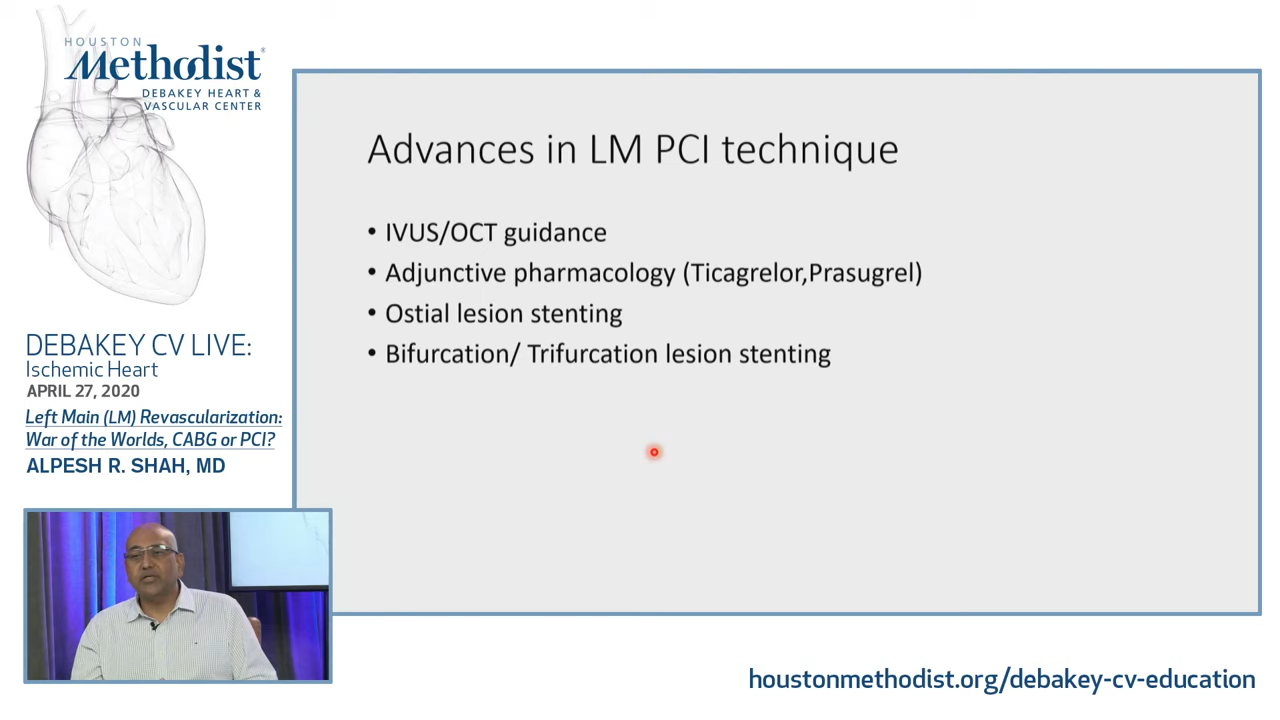 HOUSTON
Methodist®
DEBAKEY HEART &
VASCULAR CENTER
DEBAKEY CV LIVE:
Ischemic Heart
APRIL 27, 2020
Left Main (LM) Revascularization:
War of the Worlds, CABG or PCI?
ALPESH R. SHAH, MD
Advances in LM PCI technique
• IVUS/OCT guidance
• Adjunctive pharmacology (Ticagrelor,Prasugrel)
• Ostial lesion stenting
• Bifurcation/ Trifurcation lesion stenting
houstonmethodist.org/debakey-cv-education